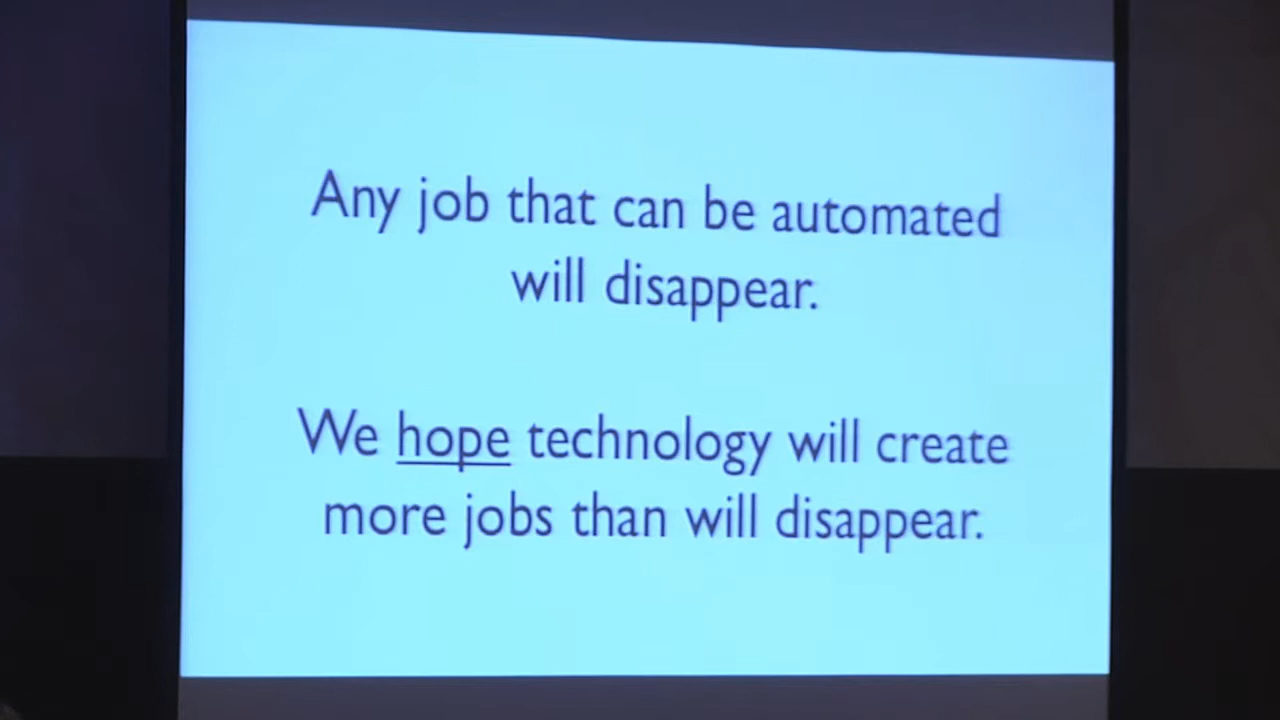 Any job that can be automated
will disappear.
We hope technology will create
more jobs than will disappear.